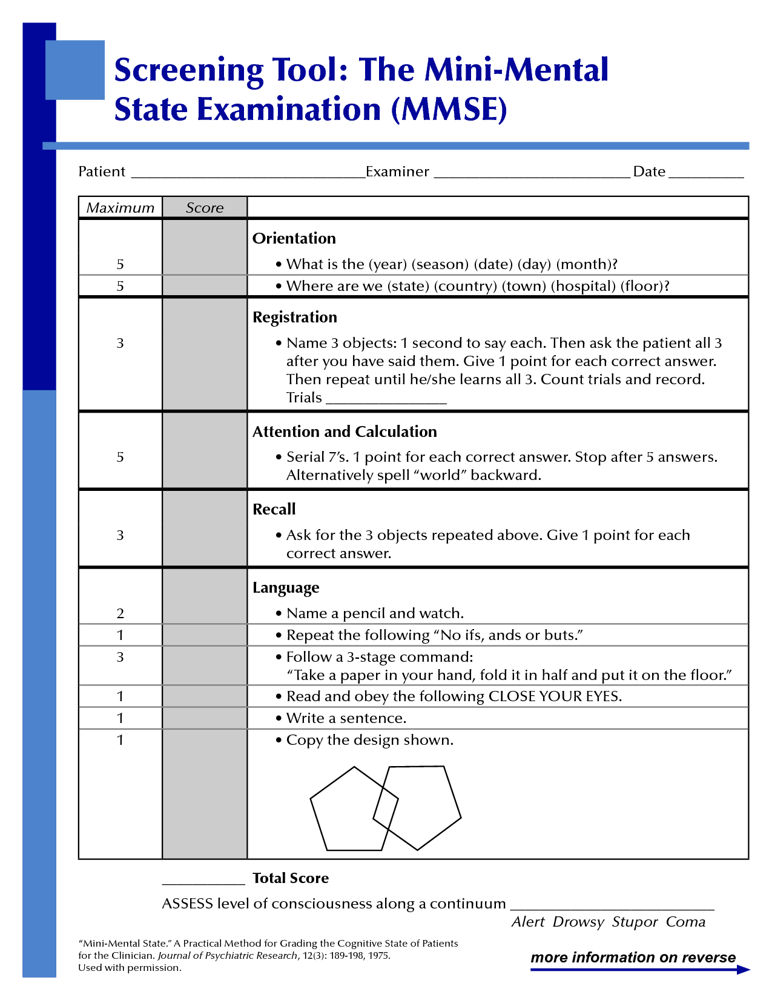 Screening Tool: The Mini-Mental
State Examination (MMSE)
Patient _______________________________Examiner __________________________ Date __________
Maximum Score
Orientation
5 • What is the (year) (season) (date) (day) (month)?
5 • Where are we (state) (country) (town) (hospital) (floor)?
Registration
3 • Name 3 objects: 1 second to say each. Then ask the patient all 3
after you have said them. Give 1 point for each correct answer.
Then repeat until he/she learns all 3. Count trials and record.
Trials ________________
Attention and Calculation
5 • Serial 7’s. 1 point for each correct answer. Stop after 5 answers.
Alternatively spell “world” backward.
Recall
3 • Ask for the 3 objects repeated above. Give 1 point for each
correct answer.
Language
2 • Name a pencil and watch.
1 • Repeat the following “No ifs, ands or buts.”
3 • Follow a 3-stage command:
“Take a paper in your hand, fold it in half and put it on the floor.”
1 • Read and obey the following CLOSE YOUR EYES.
1 • Write a sentence.
1 • Copy the design shown.
___________ Total Score
ASSESS level of consciousness along a continuum ___________________________
Alert Drowsy Stupor Coma
“Mini-Mental State.” A Practical Method for Grading the Cognitive State of Patients
for the Clinician. Journal of Psychiatric Research, 12(3): 189-198, 1975.
Used with permission.
more information on reverse